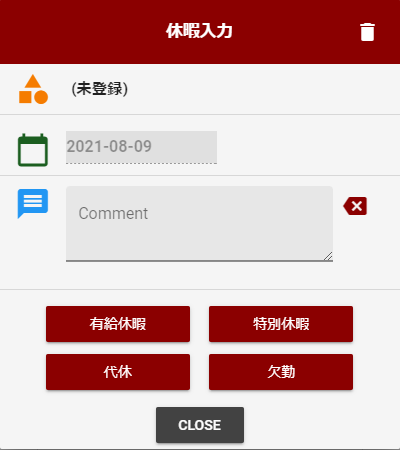 休暇入力
(未登録)
2021-08-09
Comment
有給休暇
特別休暇
代休
欠勤
CLOSE